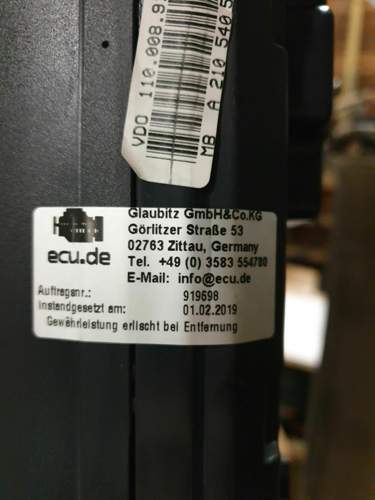 VDO 110.008.9
MB A 210 540 5
Glaubitz GmbH&Co.KG
Görlitzer Straße 53
02763 Zittau, Germany
Tel. +49 (0) 3583 554780
E-Mail: info@ecu.de
ecu.de
Auftragsnr.: 919698
Instandgesetzt am: 01.02.2019
Gewährleistung erlischt bei Entfernung